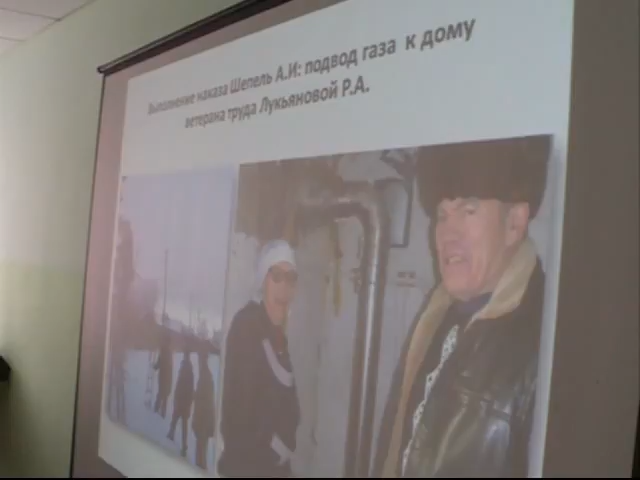 Выполнение наказа Шепель А.И: подвод газа к дому
ветерана труда Лукьяновой Р.А.